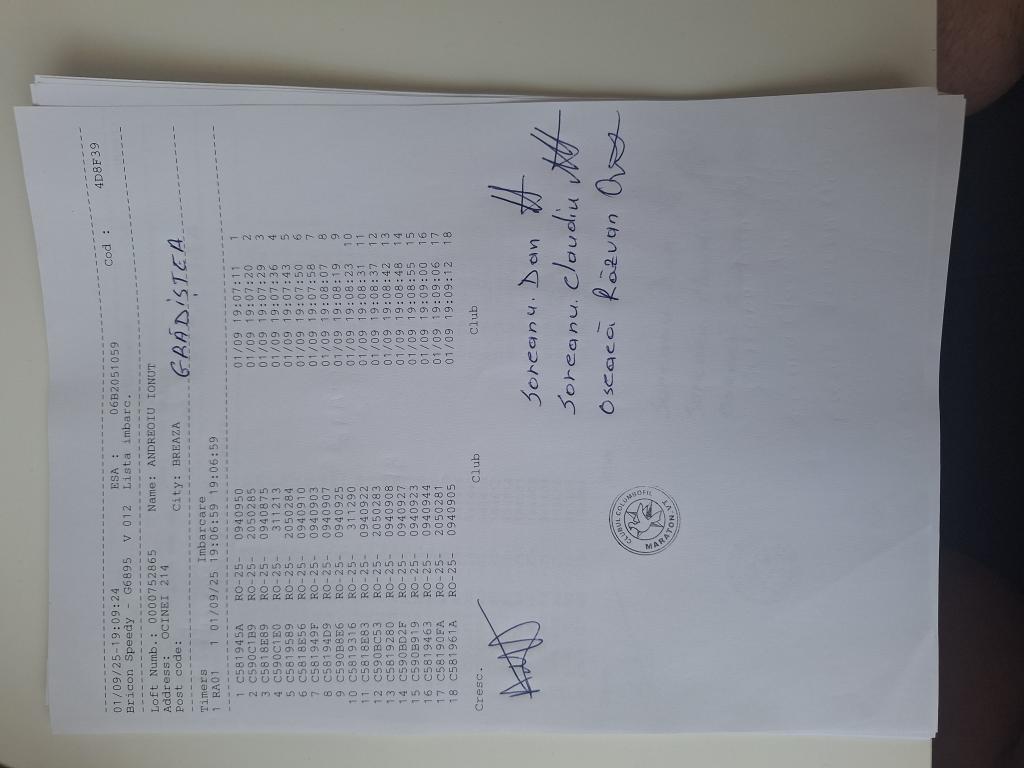 01/09/25-19:09:24 ESA : 06B2051059 Cod : 4D8F39
Bricon Speedy - G6895 V 012 Lista imbarc.
Loft Numb.: 0000752865 Name: ANDREOIU IONUT
Address: OCINEI 214
Post code: City: BREAZA GRĂDIȘTEA
Timers Imbarcare
1 RA01 1 01/09/25 19:06:59 19:06:59
1 C581945A RO-25- 0940950 01/09 19:07:11 1
2 C590C1B9 RO-25- 2050285 01/09 19:07:20 2
3 C5818E89 RO-25- 0940875 01/09 19:07:29 3
4 C590C1E0 RO-25- 311213 01/09 19:07:36 4
5 C5819589 RO-25- 2050284 01/09 19:07:43 5
6 C5818E56 RO-25- 0940910 01/09 19:07:50 6
7 C581949F RO-25- 0940903 01/09 19:07:58 7
8 C58194D9 RO-25- 0940907 01/09 19:08:07 8
9 C590B8E6 RO-25- 0940925 01/09 19:08:19 9
10 C5819316 RO-25- 311290 01/09 19:08:23 10
11 C5818E83 RO-25- 0940922 01/09 19:08:31 11
12 C590BC53 RO-25- 2050283 01/09 19:08:37 12
13 C5819280 RO-25- 0940908 01/09 19:08:42 13
14 C590BD2F RO-25- 0940927 01/09 19:08:48 14
15 C590B919 RO-25- 0940923 01/09 19:08:55 15
16 C5819463 RO-25- 0940944 01/09 19:09:00 16
17 C58190FA RO-25- 2050281 01/09 19:09:06 17
18 C581961A RO-25- 0940905 01/09 19:09:12 18
Cresc. Club Club
Soreanu. Dan
Soreanu. Claudiu
Oseacă Răzvan
CLUBUL COLUMBOFIL
MARATON VT.